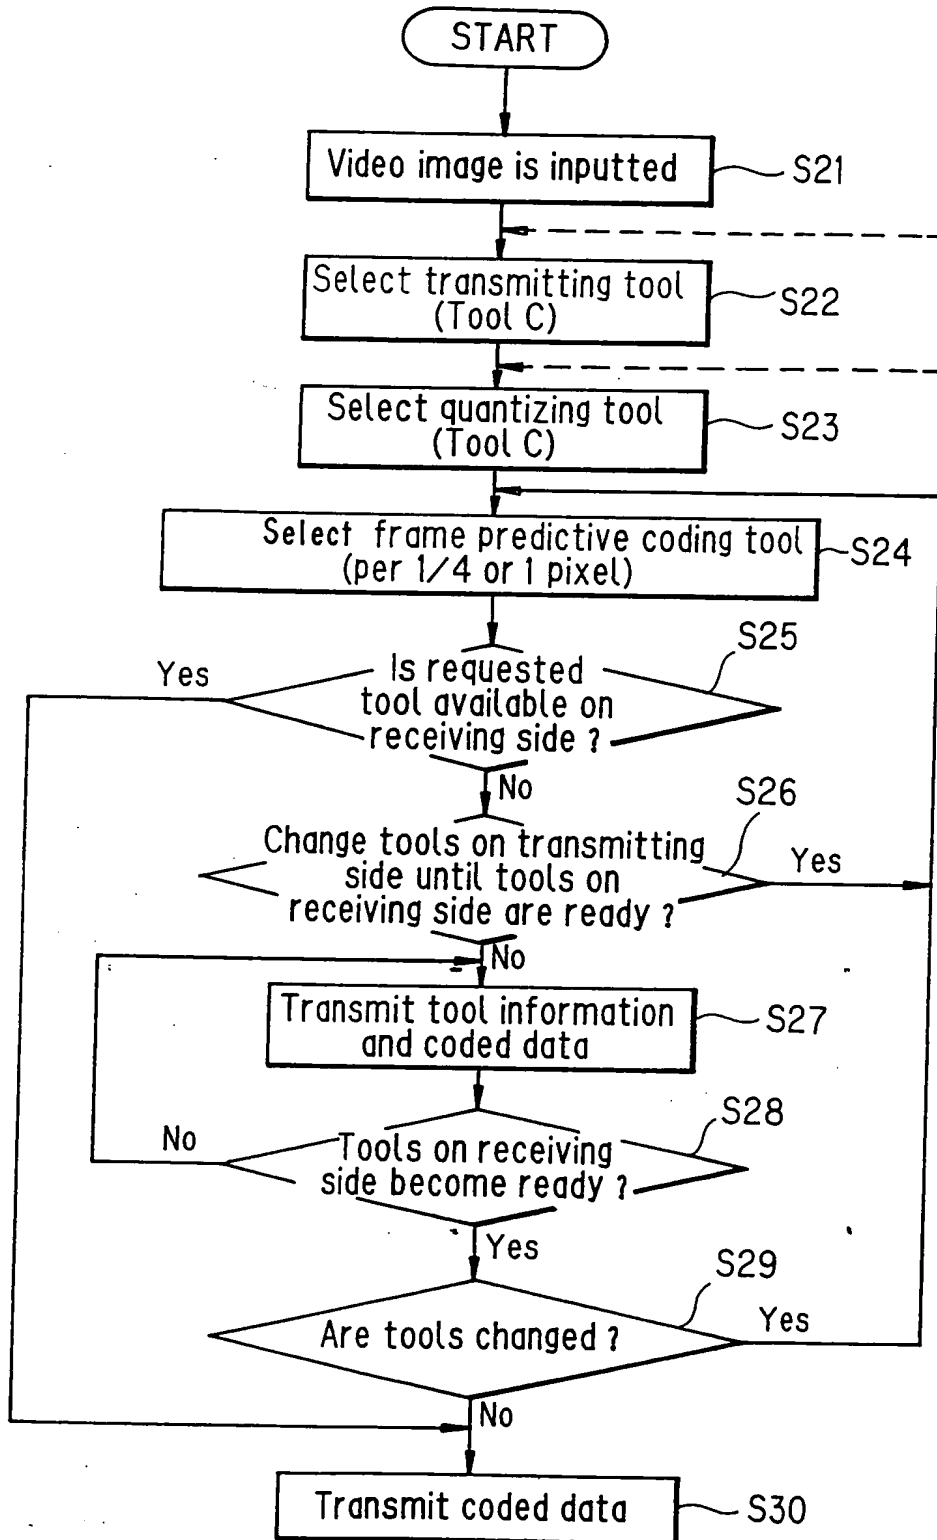 START
Video image is inputted
S21
Select transmitting tool
(Tool C)
S22
Select quantizing tool
(Tool C)
S23
Select frame predictive coding tool
(per 1/4 or 1 pixel)
S24
S25
Yes
Is requested
tool available on
receiving side ?
No
S26
Change tools on transmitting
side until tools on
receiving side are ready ?
Yes
No
Transmit tool information
and coded data
S27
S28
No
Tools on receiving
side become ready ?
Yes
S29
Are tools changed ?
Yes
No
Transmit coded data
S30